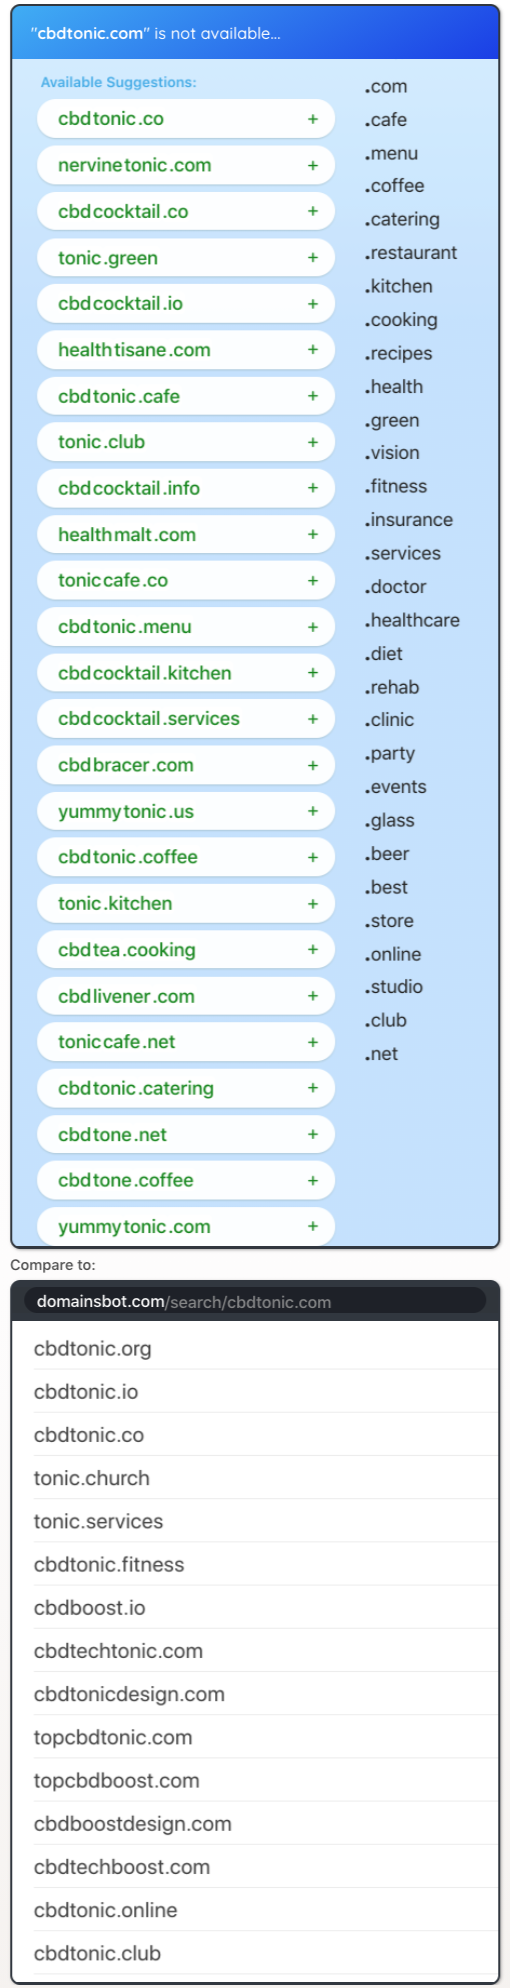 "cbdtonic.com" is not available...
Available Suggestions:
cbdtonic.co +
nervinetonic.com +
cbdcocktail.co +
tonic.green +
cbdcocktail.io +
healthtisane.com +
cbdtonic.cafe +
tonic.club +
cbdcocktail.info +
healthmalt.com +
toniccafe.co +
cbdtonic.menu +
cbdcocktail.kitchen +
cbdcocktail.services +
cbdbracer.com +
yummytonic.us +
cbdtonic.coffee +
tonic.kitchen +
cbdtea.cooking +
cbdlivener.com +
toniccafe.net +
cbdtonic.catering +
cbdtone.net +
cbdtone.coffee +
yummytonic.com +
.com
.cafe
.menu
.coffee
.catering
.restaurant
.kitchen
.cooking
.recipes
.health
.green
.vision
.fitness
.insurance
.services
.doctor
.healthcare
.diet
.rehab
.clinic
.party
.events
.glass
.beer
.best
.store
.online
.studio
.club
.net
Compare to:
domainsbot.com/search/cbdtonic.com
cbdtonic.org
cbdtonic.io
cbdtonic.co
tonic.church
tonic.services
cbdtonic.fitness
cbdboost.io
cbdtechtonic.com
cbdtonicdesign.com
topcbdtonic.com
topcbdboost.com
cbdboostdesign.com
cbdtechboost.com
cbdtonic.online
cbdtonic.club